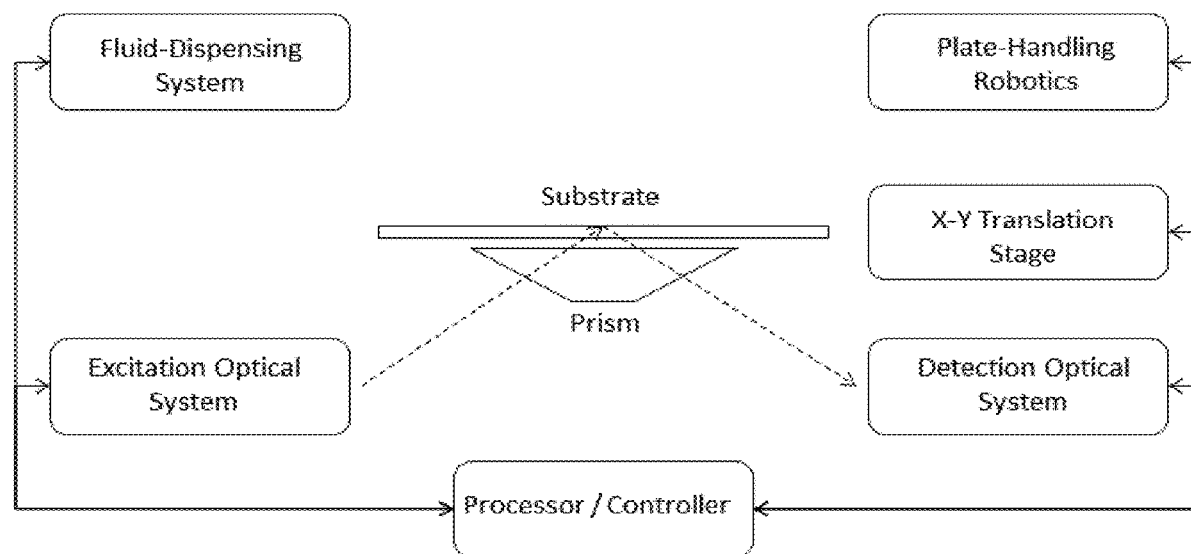 Fluid-Dispensing
System
Plate-Handling
Robotics
Substrate
X-Y Translation
Stage
Prism
Excitation Optical
System
Detection Optical
System
Processor / Controller